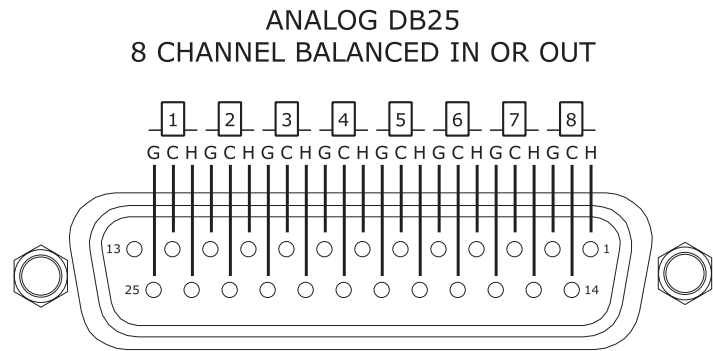 ANALOG DB25
8 CHANNEL BALANCED IN OR OUT
1 2 3 4 5 6 7 8
G C H G C H G C H G C H G C H G C H G C H G C H
13 1
25 14